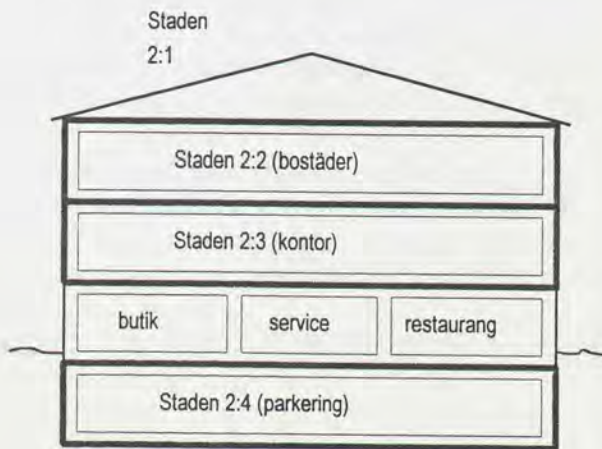 Staden
2:1
Staden 2:2 (bostäder)
Staden 2:3 (kontor)
butik service restaurang
Staden 2:4 (parkering)